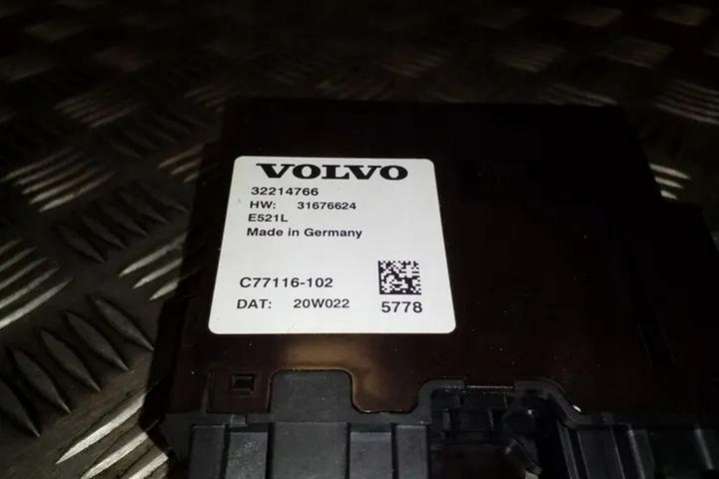 VOLVO
32214766
HW: 31676624
E521L
Made in Germany
C77116-102
DAT: 20W022
5778